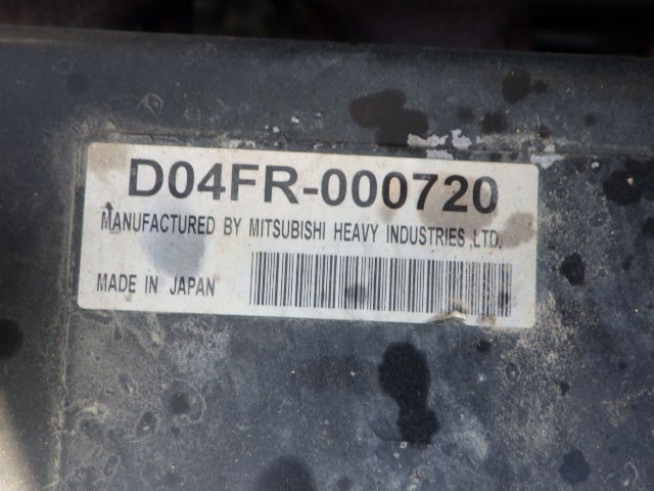 D04FR-000720
MANUFACTURED BY MITSUBISHI HEAVY INDUSTRIES ,LTD.
MADE IN JAPAN